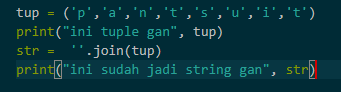 tup = ('p','a','n','t','s','u','i','t')
print("ini tuple gan", tup)
str =  ''.join(tup)
print("ini sudah jadi string gan", str)